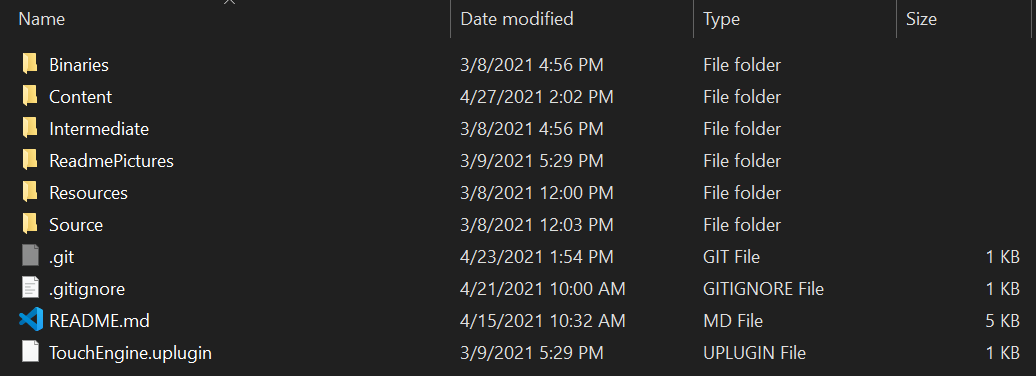 Name Date modified Type Size
Binaries 3/8/2021 4:56 PM File folder
Content 4/27/2021 2:02 PM File folder
Intermediate 3/8/2021 4:56 PM File folder
ReadmePictures 3/9/2021 5:29 PM File folder
Resources 3/8/2021 12:00 PM File folder
Source 3/8/2021 12:03 PM File folder
.git 4/23/2021 1:54 PM GIT File 1 KB
.gitignore 4/21/2021 10:00 AM GITIGNORE File 1 KB
README.md 4/15/2021 10:32 AM MD File 5 KB
TouchEngine.uplugin 3/9/2021 5:29 PM UPLUGIN File 1 KB